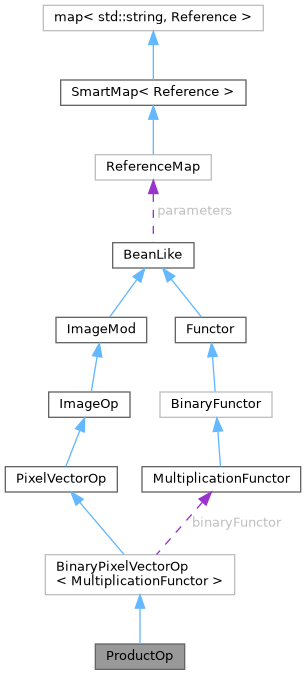 map< std::string, Reference >
SmartMap< Reference >
ReferenceMap
parameters
BeanLike
ImageMod
Functor
ImageOp
BinaryFunctor
PixelVectorOp
MultiplicationFunctor
binaryFunctor
BinaryPixelVectorOp
< MultiplicationFunctor >
ProductOp